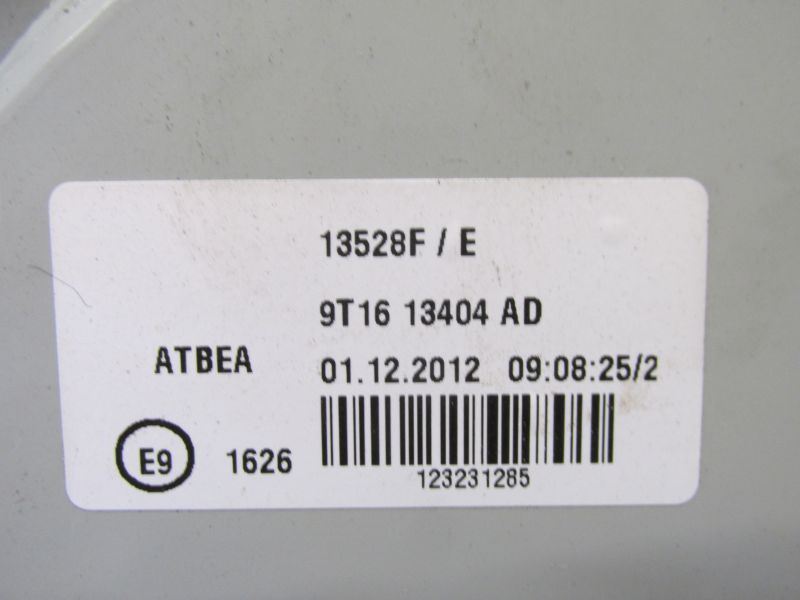 13528F / E
9T16 13404 AD
ATBEA
01.12.2012 09:08:25/2
E9
1626
123231285